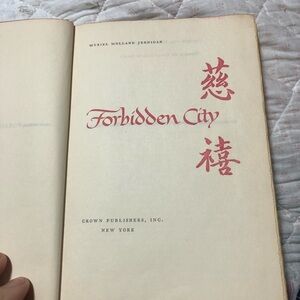 MURIEL MOLLAND JERNIGAN
Forbidden City
慈禧
CROWN PUBLISHERS, INC.
NEW YORK